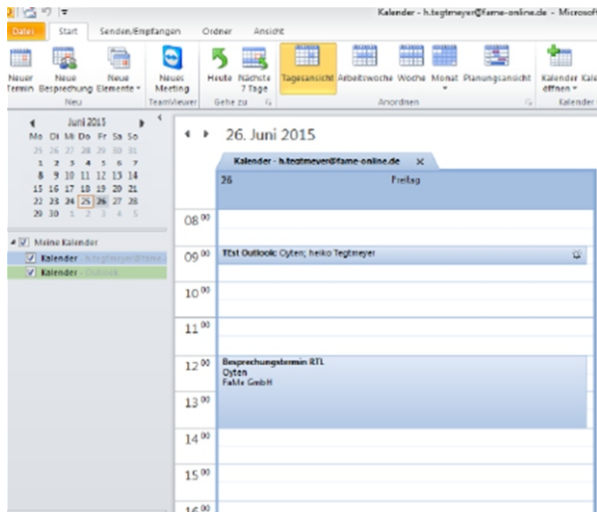 Kalender - h.tegtmeyer@fame-online.de - Microsoft
Datei Start Senden/Empfangen Ordner Ansicht
Neuer Termin
Neue Besprechung
Neue Elemente
Neu
Neues Meeting
TeamViewer
Heute
Nächste 7 Tage
Gehe zu
Tagesansicht
Arbeitswoche
Woche
Monat
Planungsansicht
Anordnen
Kalender öffnen
Kalender
Juni 2015
Mo Di Mi Do Fr Sa So
25 26 27 28 29 30 31
1 2 3 4 5 6 7
8 9 10 11 12 13 14
15 16 17 18 19 20 21
22 23 24 25 26 27 28
29 30 1 2 3 4 5
Meine Kalender
Kalender - h.tegtmeyer@fame
Kalender - Outlook
26. Juni 2015
Kalender - h.tegtmeyer@fame-online.de
26 Freitag
08 00
09 00
TEst Outlook; Oyten; heiko Tegtmeyer
10 00
11 00
12 00
Besprechungstermin RTL
Oyten
FaMe GmbH
13 00
14 00
15 00
16 00